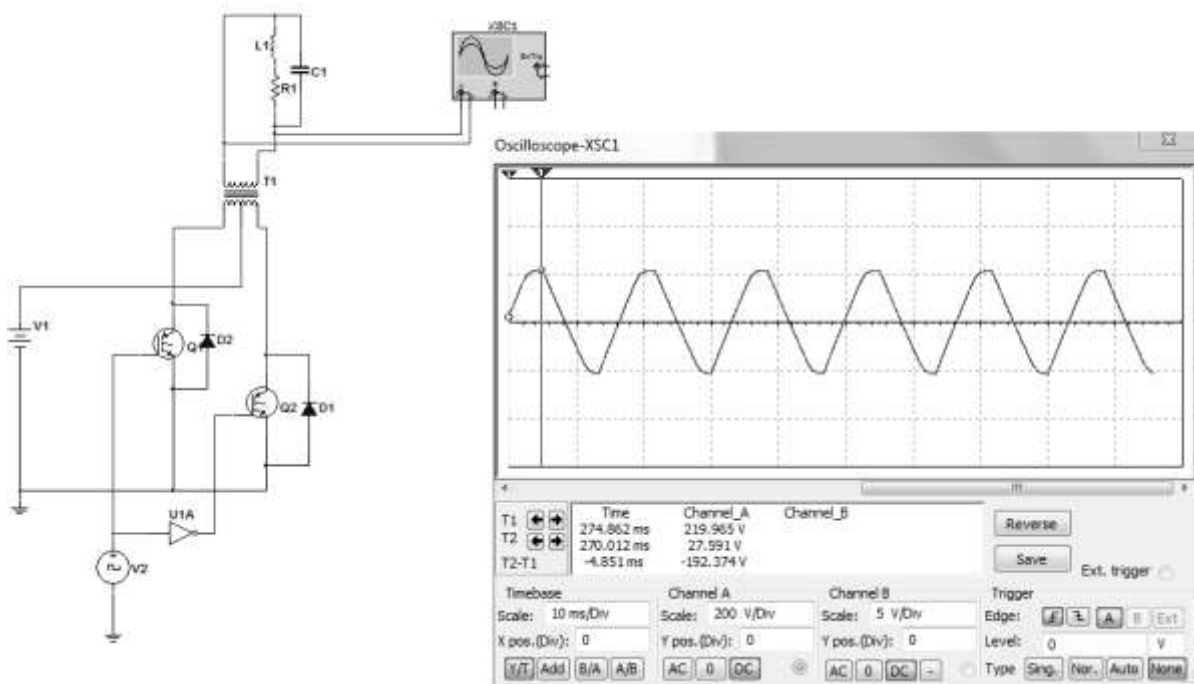 XSC1
Ext Trig
L1
C1
R1
T1
V1
Q1
D2
Q2
D1
U1A
V2
Oscilloscope-XSC1
T1
T2
T2-T1
Time Channel_A Channel_B
274.862 ms 219.965 V
270.012 ms 27.591 V
-4.851 ms -192.374 V
Reverse
Save
Ext. trigger
Timebase
Scale: 10 ms/Div
X pos.(Div): 0
Y/T Add B/A A/B
Channel A
Scale: 200 V/Div
Y pos.(Div): 0
AC 0 DC
Channel B
Scale: 5 V/Div
Y pos.(Div): 0
AC 0 DC -
Trigger
Edge: A B Ext
Level: 0 V
Type Sing. Nor. Auto None